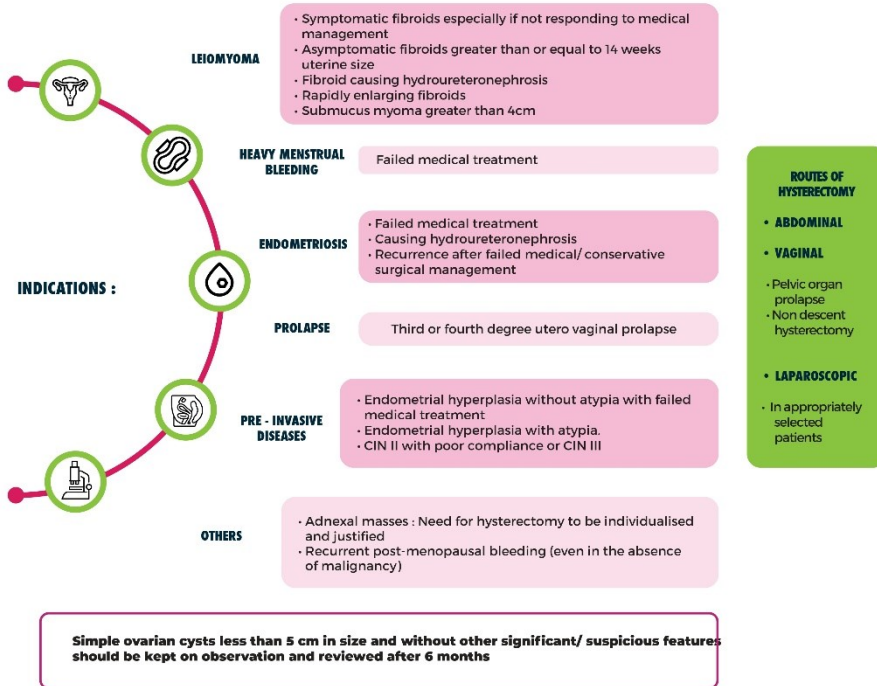 LEIOMYOMA
• Symptomatic fibroids especially if not responding to medical
management
• Asymptomatic fibroids greater than or equal to 14 weeks
uterine size
• Fibroid causing hydroureteronephrosis
• Rapidly enlarging fibroids
• Submucus myoma greater than 4cm
HEAVY MENSTRUAL
BLEEDING
Failed medical treatment
ENDOMETRIOSIS
• Failed medical treatment
• Causing hydroureteronephrosis
• Recurrence after failed medical/ conservative
surgical management
INDICATIONS :
PROLAPSE
Third or fourth degree utero vaginal prolapse
PRE - INVASIVE
DISEASES
• Endometrial hyperplasia without atypia with failed
medical treatment
• Endometrial hyperplasia with atypia.
• CIN II with poor compliance or CIN III
OTHERS
• Adnexal masses : Need for hysterectomy to be individualised
and justified
• Recurrent post-menopausal bleeding (even in the absence
of malignancy)
ROUTES OF
HYSTERECTOMY
• ABDOMINAL
• VAGINAL
• Pelvic organ
prolapse
• Non descent
hysterectomy
• LAPAROSCOPIC
• In appropriately
selected
patients
Simple ovarian cysts less than 5 cm in size and without other significant/ suspicious features
should be kept on observation and reviewed after 6 months